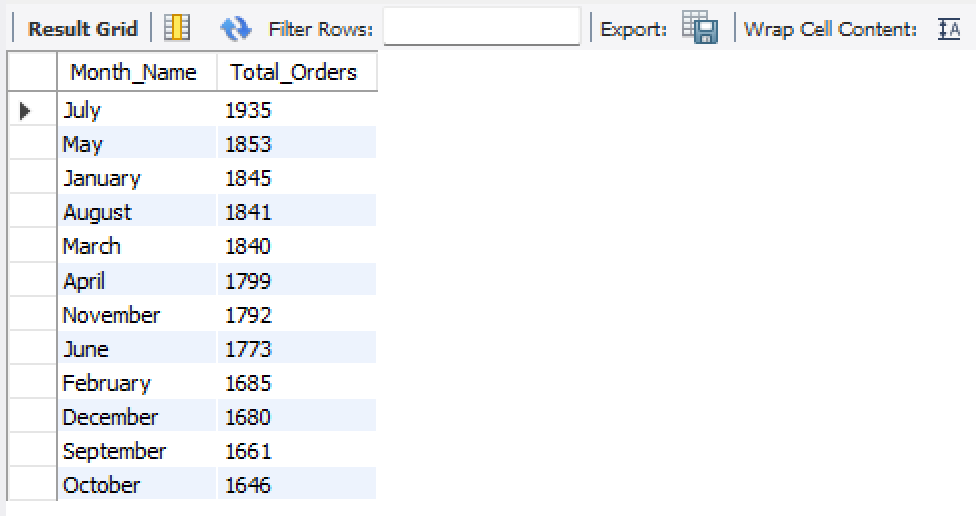 Result Grid Filter Rows: Export: Wrap Cell Content: IA
Month_Name Total_Orders
July 1935
May 1853
January 1845
August 1841
March 1840
April 1799
November 1792
June 1773
February 1685
December 1680
September 1661
October 1646